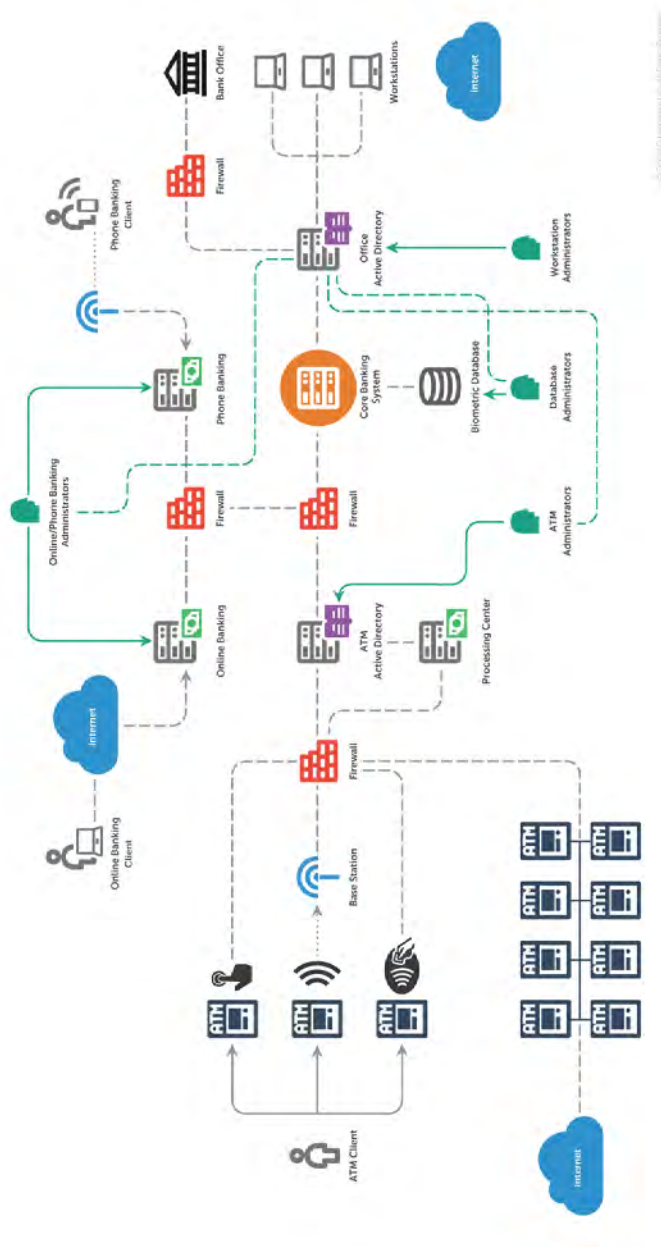 Online/Phone Banking
Administrators
Online Banking
Client
Internet
Phone Banking
Client
Online Banking
Firewall
Phone Banking
Firewall
Bank Office
ATM
ATM Client
ATM
Base Station
Firewall
ATM
Active Directory
Firewall
Core Banking
System
Office
Active Directory
Workstations
ATM
Processing Center
Biometric Database
Internet
ATM
ATM
ATM
ATM
ATM
Administrators
Database
Administrators
Workstation
Administrators
Internet
ATM
ATM
ATM
ATM